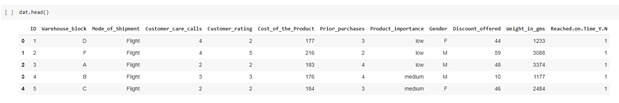 [ ] dat.head()
ID Warehouse_block Mode_of_Shipment Customer_care_calls Customer_rating Cost_of_the_Product Prior_purchases Product_importance Gender Discount_offered Weight_in_gms Reached.on.Time_Y.N
0 1 D Flight 4 2 177 3 low F 44 1233 1
1 2 F Flight 4 5 216 2 low M 59 3088 1
2 3 A Flight 2 2 183 4 low M 48 3374 1
3 4 B Flight 3 3 176 4 medium M 10 1177 1
4 5 C Flight 2 2 184 3 medium F 46 2484 1